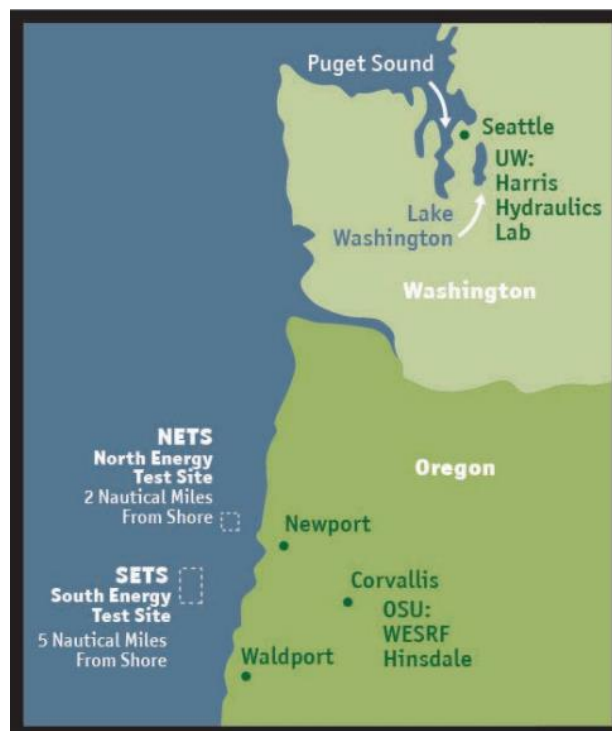 Puget Sound
Seattle
UW:
Harris
Hydraulics
Lab
Lake
Washington
Washington
Oregon
NETS
North Energy
Test Site
2 Nautical Miles
From Shore
Newport
SETS
South Energy
Test Site
5 Nautical Miles
From Shore
Corvallis
OSU:
WESRF
Hinsdale
Waldport